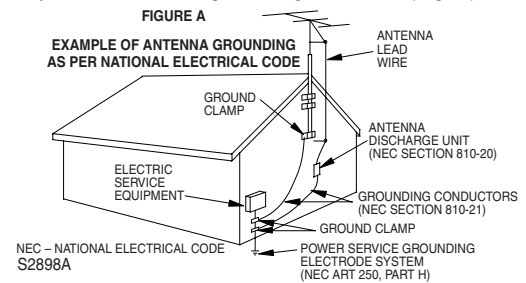 FIGURE A
EXAMPLE OF ANTENNA GROUNDING
AS PER NATIONAL ELECTRICAL CODE
ANTENNA
LEAD
WIRE
GROUND
CLAMP
ANTENNA
DISCHARGE UNIT
(NEC SECTION 810-20)
ELECTRIC
SERVICE
EQUIPMENT
GROUNDING CONDUCTORS
(NEC SECTION 810-21)
GROUND CLAMP
POWER SERVICE GROUNDING
ELECTRODE SYSTEM
(NEC ART 250, PART H)
NEC – NATIONAL ELECTRICAL CODE
S2898A